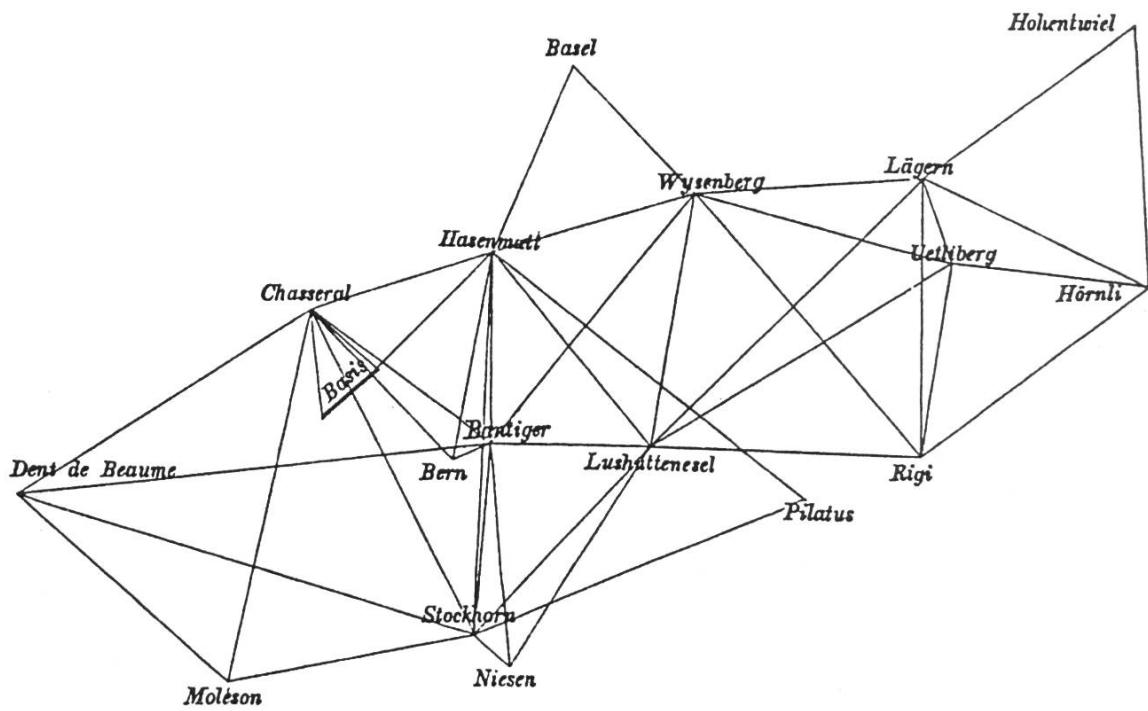 Hohentwiel
Basel
Lägern
Wysenberg
Hasenmatt
Uetliberg
Chasseral
Hörnli
Basis
Bantiger
Dent de Beaume
Bern
Lushüttenesel
Rigi
Pilatus
Stockhorn
Niesen
Moléson